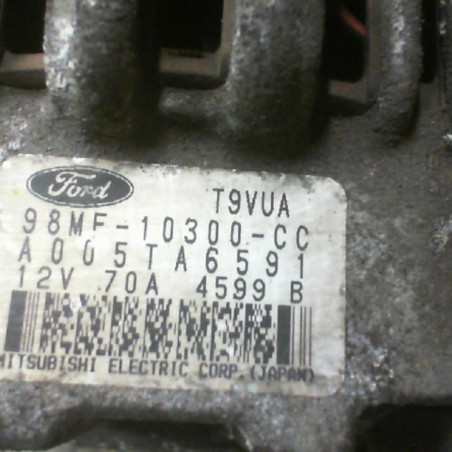 Ford T9VUA
98MF-10300-CC
A005TA6591
12V 70A 4599 B
MITSUBISHI ELECTRIC CORP.(JAPAN)